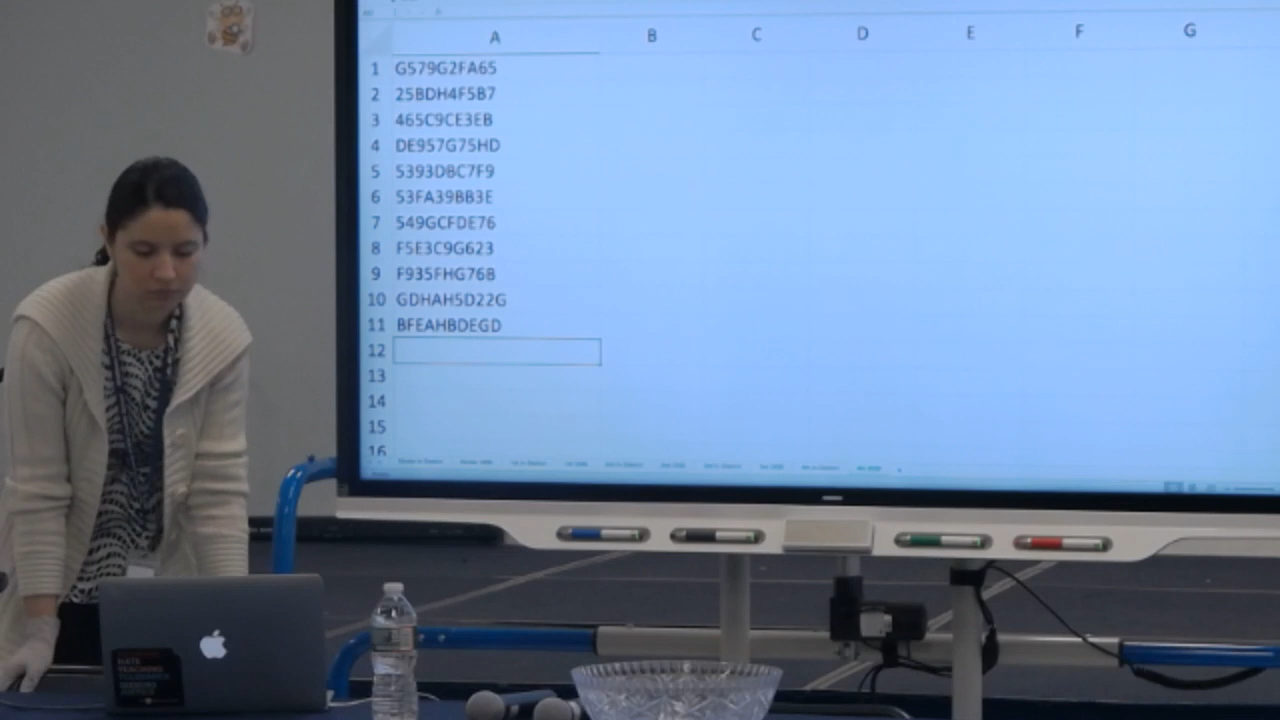 A B C D E F G
1 G579G2FA65
2 25BDH4F5B7
3 465C9CE3EB
4 DE957G75HD
5 5393DBC7F9
6 53FA39BB3E
7 549GCFDE76
8 F5E3C9G623
9 F935FHG76B
10 GDHAH5D22G
11 BFEAHBDEGD
12
13
14
15
16